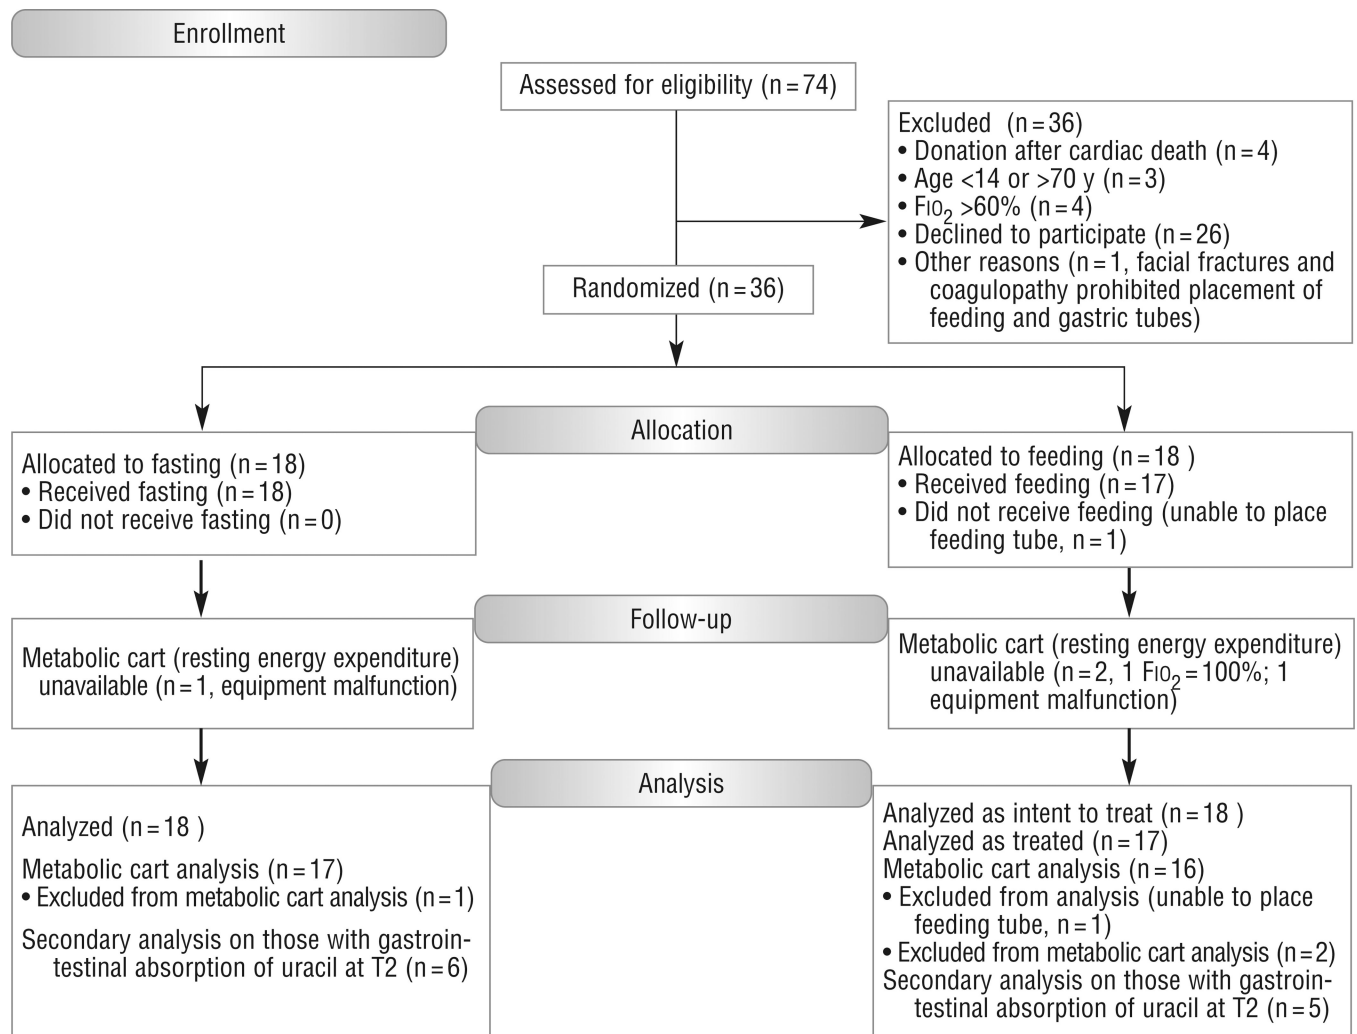 Enrollment
Assessed for eligibility (n=74)
Excluded (n=36)
• Donation after cardiac death (n=4)
• Age <14 or >70 y (n=3)
• FIO2 >60% (n=4)
• Declined to participate (n=26)
• Other reasons (n=1, facial fractures and
coagulopathy prohibited placement of
feeding and gastric tubes)
Randomized (n=36)
Allocation
Allocated to fasting (n=18)
• Received fasting (n=18)
• Did not receive fasting (n=0)
Allocated to feeding (n=18 )
• Received feeding (n=17)
• Did not receive feeding (unable to place
feeding tube, n=1)
Follow-up
Metabolic cart (resting energy expenditure)
unavailable (n=1, equipment malfunction)
Metabolic cart (resting energy expenditure)
unavailable (n=2, 1 FIO2=100%; 1
equipment malfunction)
Analysis
Analyzed (n=18 )
Metabolic cart analysis (n=17)
• Excluded from metabolic cart analysis (n=1)
Secondary analysis on those with gastroin-
testinal absorption of uracil at T2 (n=6)
Analyzed as intent to treat (n=18 )
Analyzed as treated (n=17)
Metabolic cart analysis (n=16)
• Excluded from analysis (unable to place
feeding tube, n=1)
• Excluded from metabolic cart analysis (n=2)
Secondary analysis on those with gastroin-
testinal absorption of uracil at T2 (n=5)